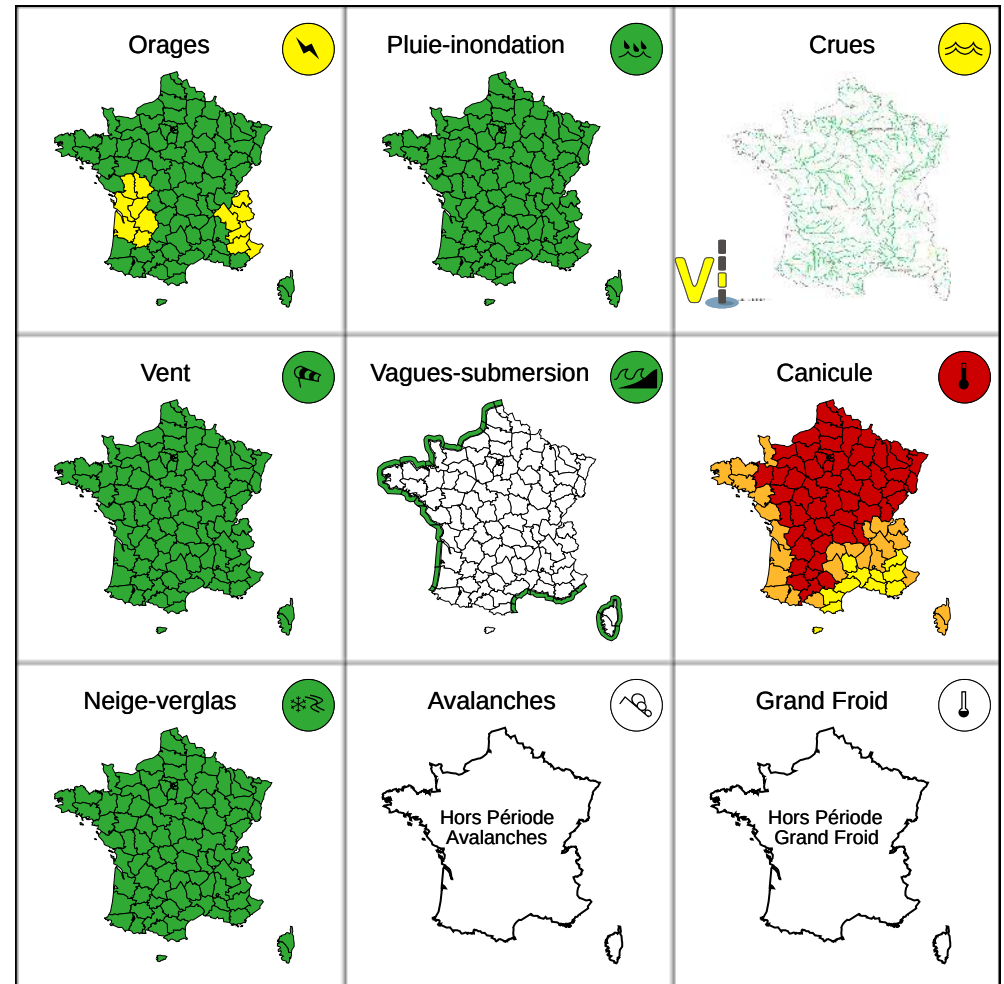 Orages
Pluie-inondation
Crues
Vi
Vent
Vagues-submersion
Canicule
Neige-verglas
Avalanches
Grand Froid
Hors Période
Avalanches
Hors Période
Grand Froid